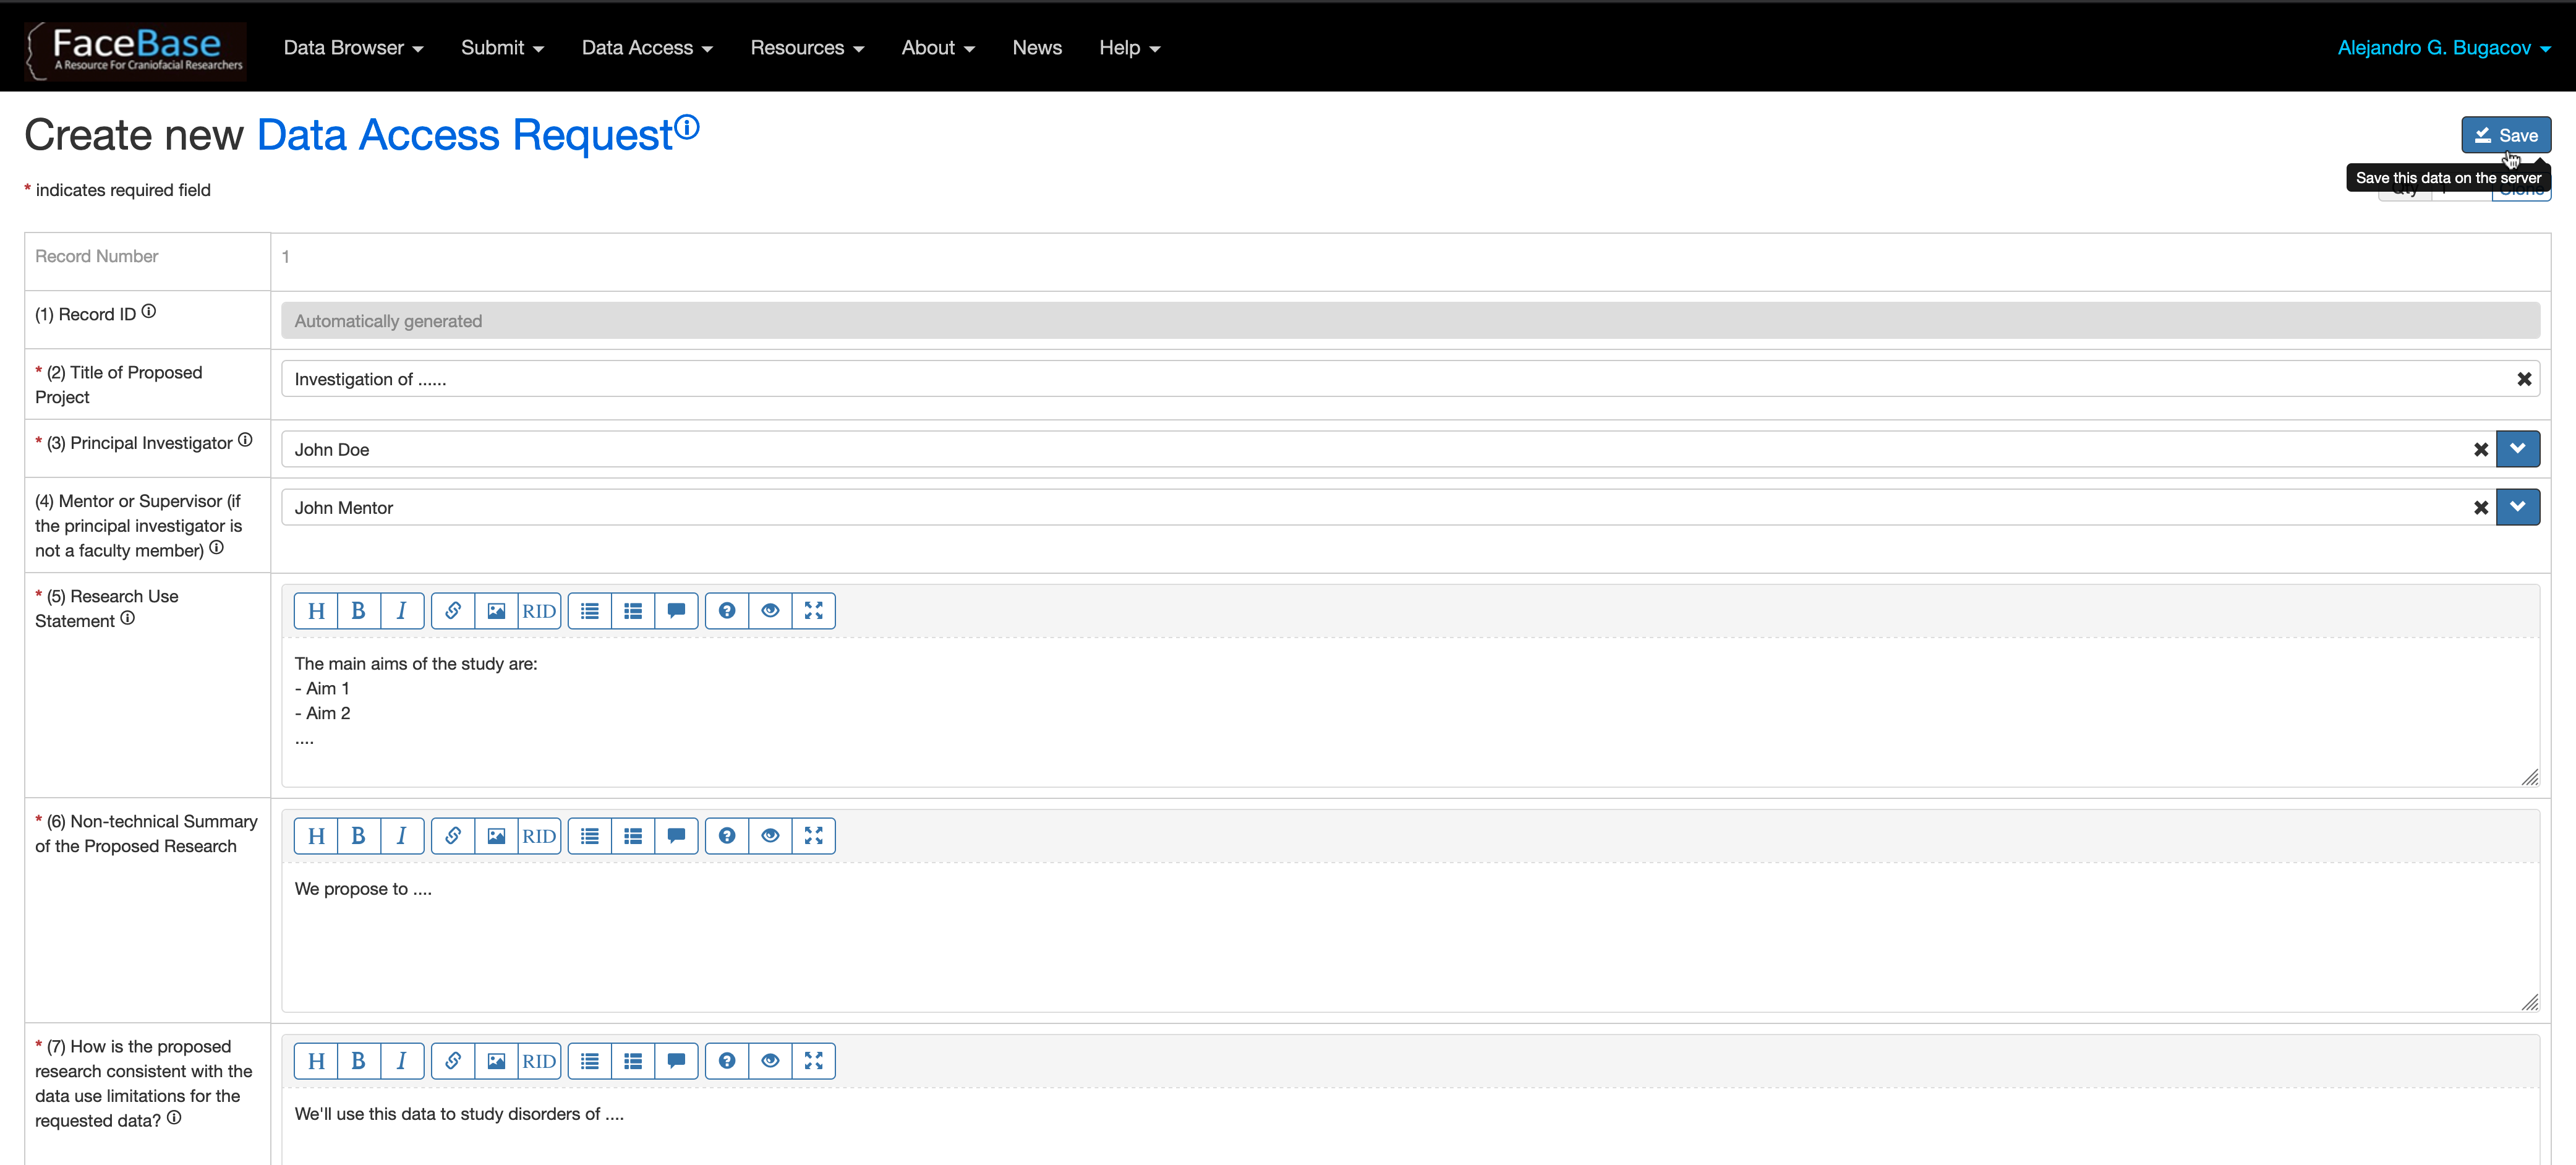 FaceBase
A Resource For Craniofacial Researchers
Data Browser
Submit
Data Access
Resources
About
News
Help
Alejandro G. Bugacov
Create new Data Access Request
Save
Save this data on the server
* indicates required field
Qty
Clone
Record Number
1
(1) Record ID
Automatically generated
* (2) Title of Proposed
Project
Investigation of ......
* (3) Principal Investigator
John Doe
(4) Mentor or Supervisor (if
the principal investigator is
not a faculty member)
John Mentor
* (5) Research Use
Statement
H B I RID
The main aims of the study are:
- Aim 1
- Aim 2
....
* (6) Non-technical Summary
of the Proposed Research
H B I RID
We propose to ....
* (7) How is the proposed
research consistent with the
data use limitations for the
requested data?
H B I RID
We'll use this data to study disorders of ....